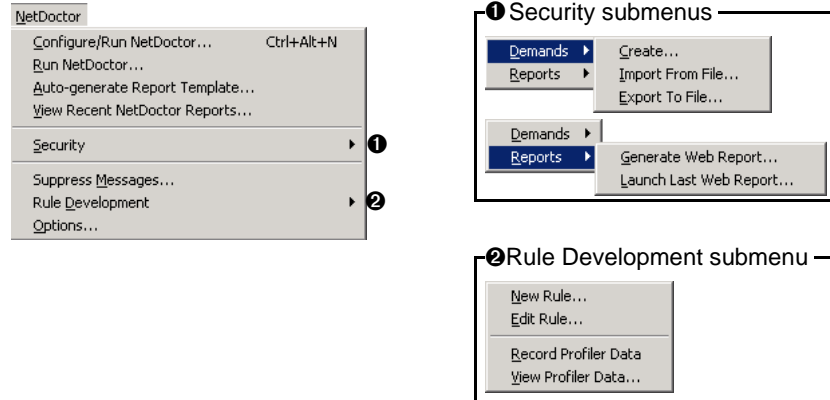 NetDoctor
Configure/Run NetDoctor... Ctrl+Alt+N
Run NetDoctor...
Auto-generate Report Template...
View Recent NetDoctor Reports...
Security ❶
Suppress Messages...
Rule Development ❷
Options...
❶ Security submenus
Demands Create...
Reports Import From File...
Export To File...
Demands
Reports Generate Web Report...
Launch Last Web Report...
❷Rule Development submenu
New Rule...
Edit Rule...
Record Profiler Data
View Profiler Data...